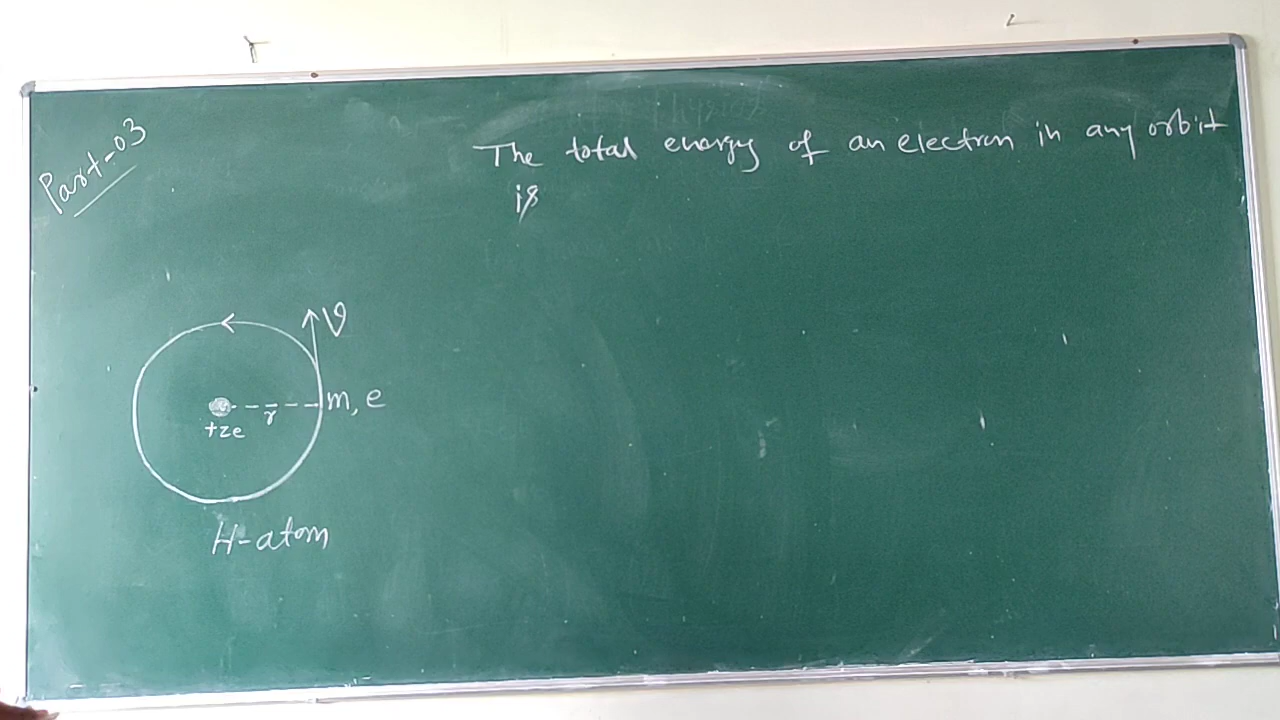 Part-03
The total energy of an electron in any orbit
is
V
r
m, e
+ze
H-atom